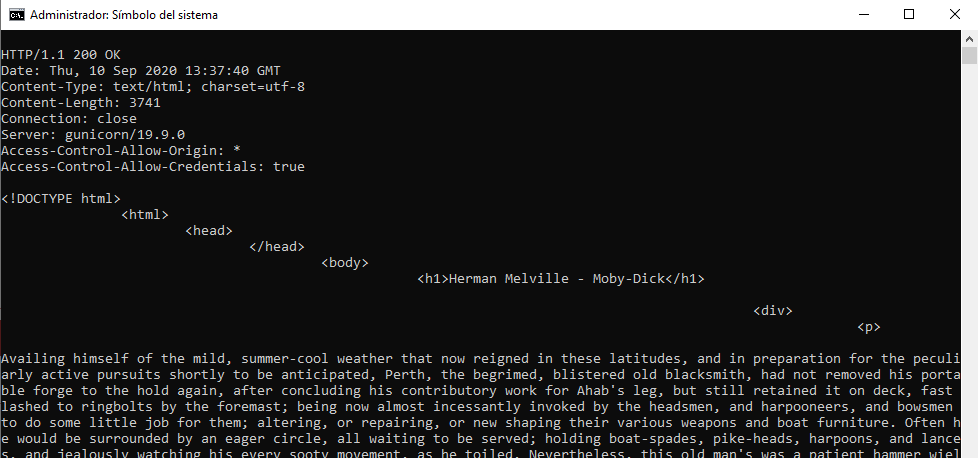 Administrador: Símbolo del sistema
HTTP/1.1 200 OK
Date: Thu, 10 Sep 2020 13:37:40 GMT
Content-Type: text/html; charset=utf-8
Content-Length: 3741
Connection: close
Server: gunicorn/19.9.0
Access-Control-Allow-Origin: *
Access-Control-Allow-Credentials: true
<!DOCTYPE html>
<html>
<head>
</head>
<body>
<h1>Herman Melville - Moby-Dick</h1>
<div>
<p>
Availing himself of the mild, summer-cool weather that now reigned in these latitudes, and in preparation for the peculi
arly active pursuits shortly to be anticipated, Perth, the begrimed, blistered old blacksmith, had not removed his porta
ble forge to the hold again, after concluding his contributory work for Ahab's leg, but still retained it on deck, fast
lashed to ringbolts by the foremast; being now almost incessantly invoked by the headsmen, and harpooneers, and bowsmen
to do some little job for them; altering, or repairing, or new shaping their various weapons and boat furniture. Often h
e would be surrounded by an eager circle, all waiting to be served; holding boat-spades, pike-heads, harpoons, and lance
s, and jealously watching his every sooty movement, as he toiled. Nevertheless, this old man's was a patient hammer wiel